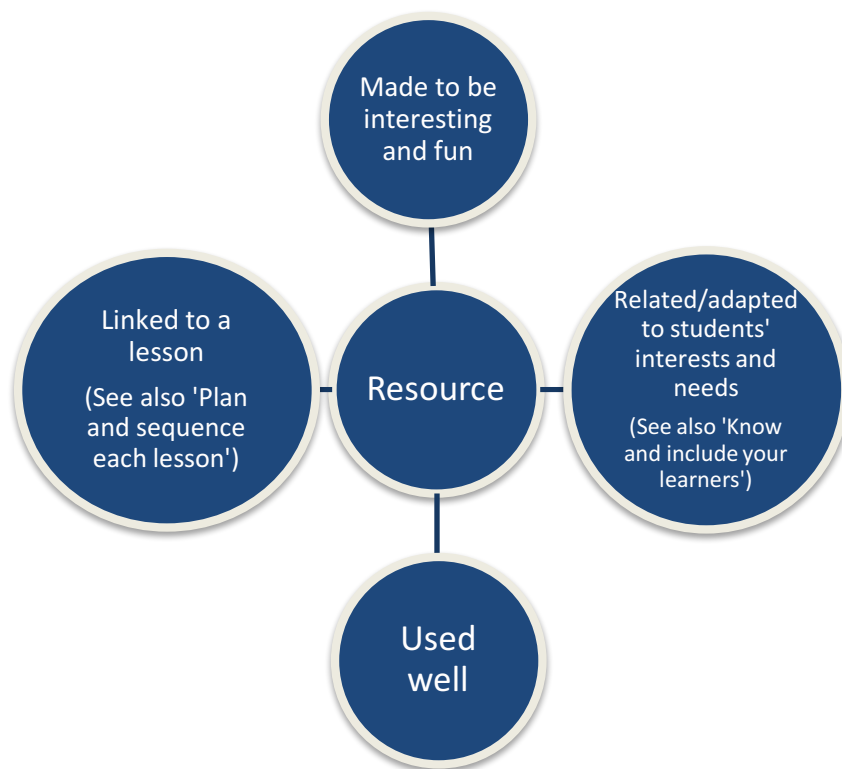 Made to be
interesting
and fun
Linked to a
lesson
(See also 'Plan
and sequence
each lesson')
Resource
Related/adapted
to students'
interests and
needs
(See also 'Know
and include your
learners')
Used
well